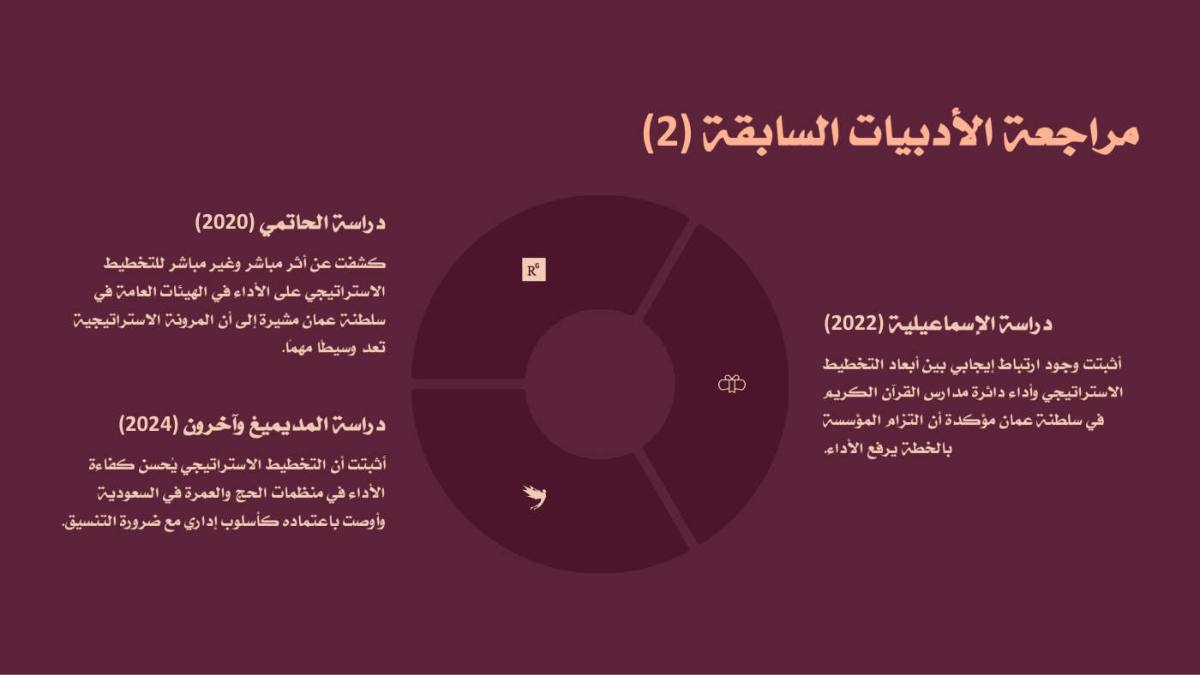 مراجعة الأدبيات السابقة (2)
دراسة الإسماعيلية (2022)
أثبتت وجود ارتباط إيجابي بين أبعاد التخطيط
الاستراتيجي وأداء دائرة مدارس القرآن الكريم
في سلطنة عمان مؤكدة أن التزام المؤسسة
بالخطة يرفع الأداء.
دراسة الحاتمي (2020)
كشفت عن أثر مباشر وغير مباشر للتخطيط
الاستراتيجي على الأداء في الهيئات العامة في
سلطنة عمان مشيرة إلى أن المرونة الاستراتيجية
تعد وسيطًا مهمًا.
دراسة المديميغ وآخرون (2024)
أثبتت أن التخطيط الاستراتيجي يُحسن كفاءة
الأداء في منظمات الحج والعمرة في السعودية
وأوصت باعتماده كأسلوب إداري مع ضرورة التنسيق.
RG